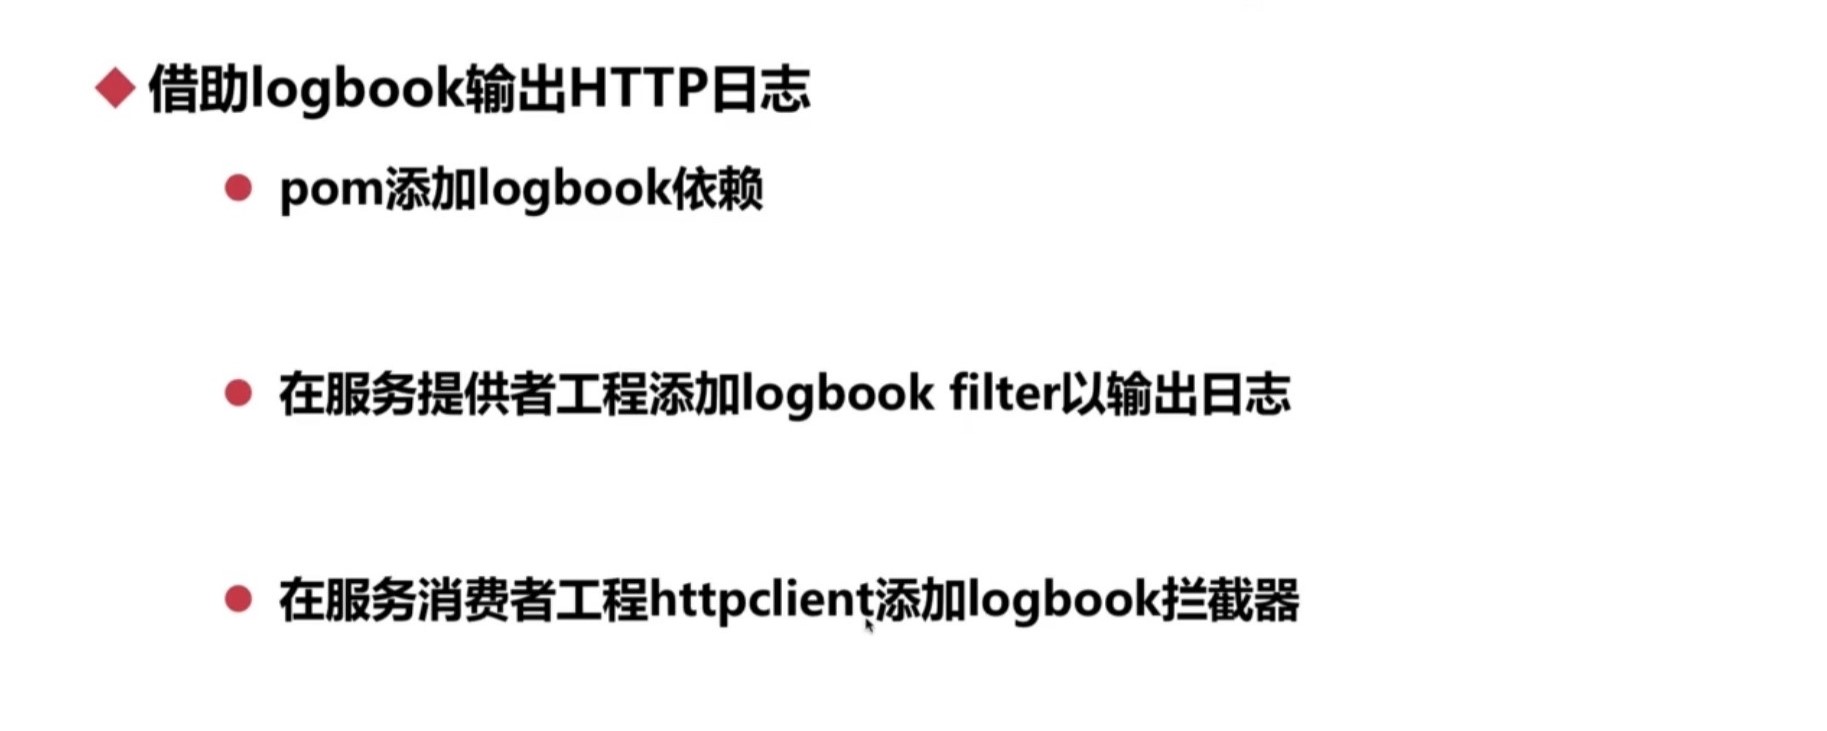 借助logbook输出HTTP日志
pom添加logbook依赖
在服务提供者工程添加logbook filter以输出日志
在服务消费者工程httpclient添加logbook拦截器